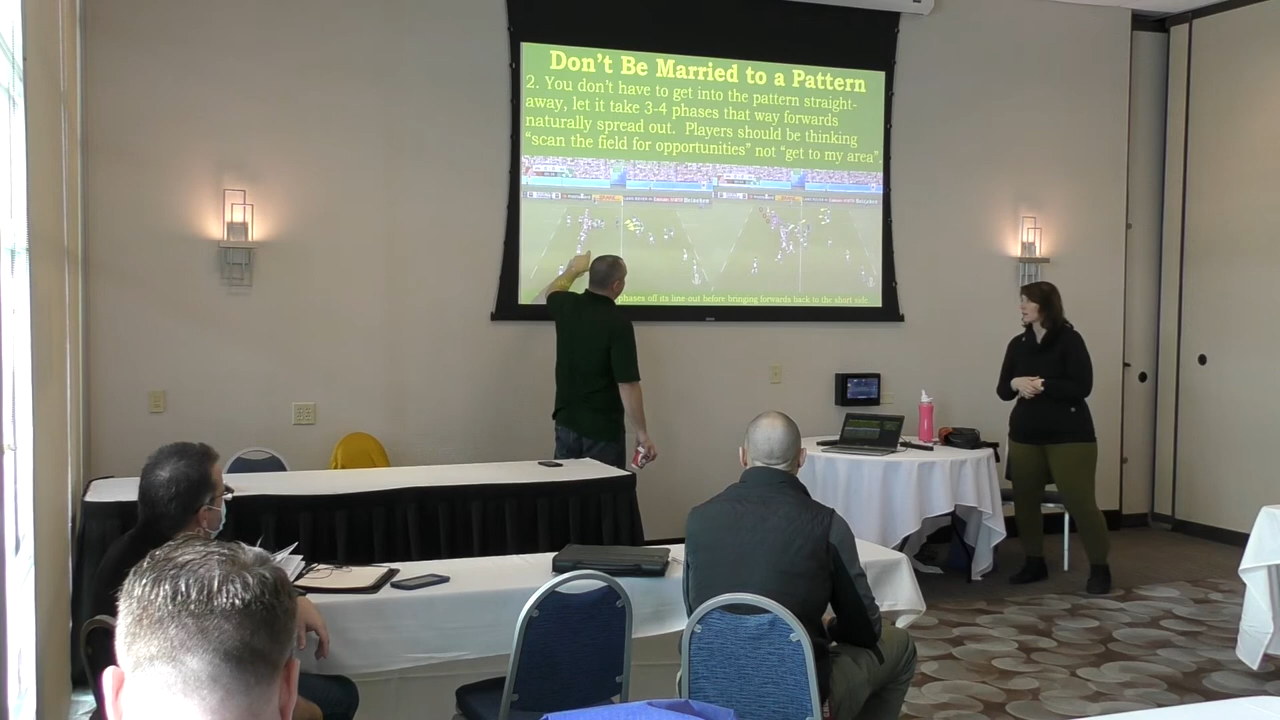 Don't Be Married to a Pattern
2. You don't have to get into the pattern straight-
away, let it take 3-4 phases that way forwards
naturally spread out. Players should be thinking
"scan the field for opportunities" not "get to my area".
phases off its line out before bringing forwards back to the short side